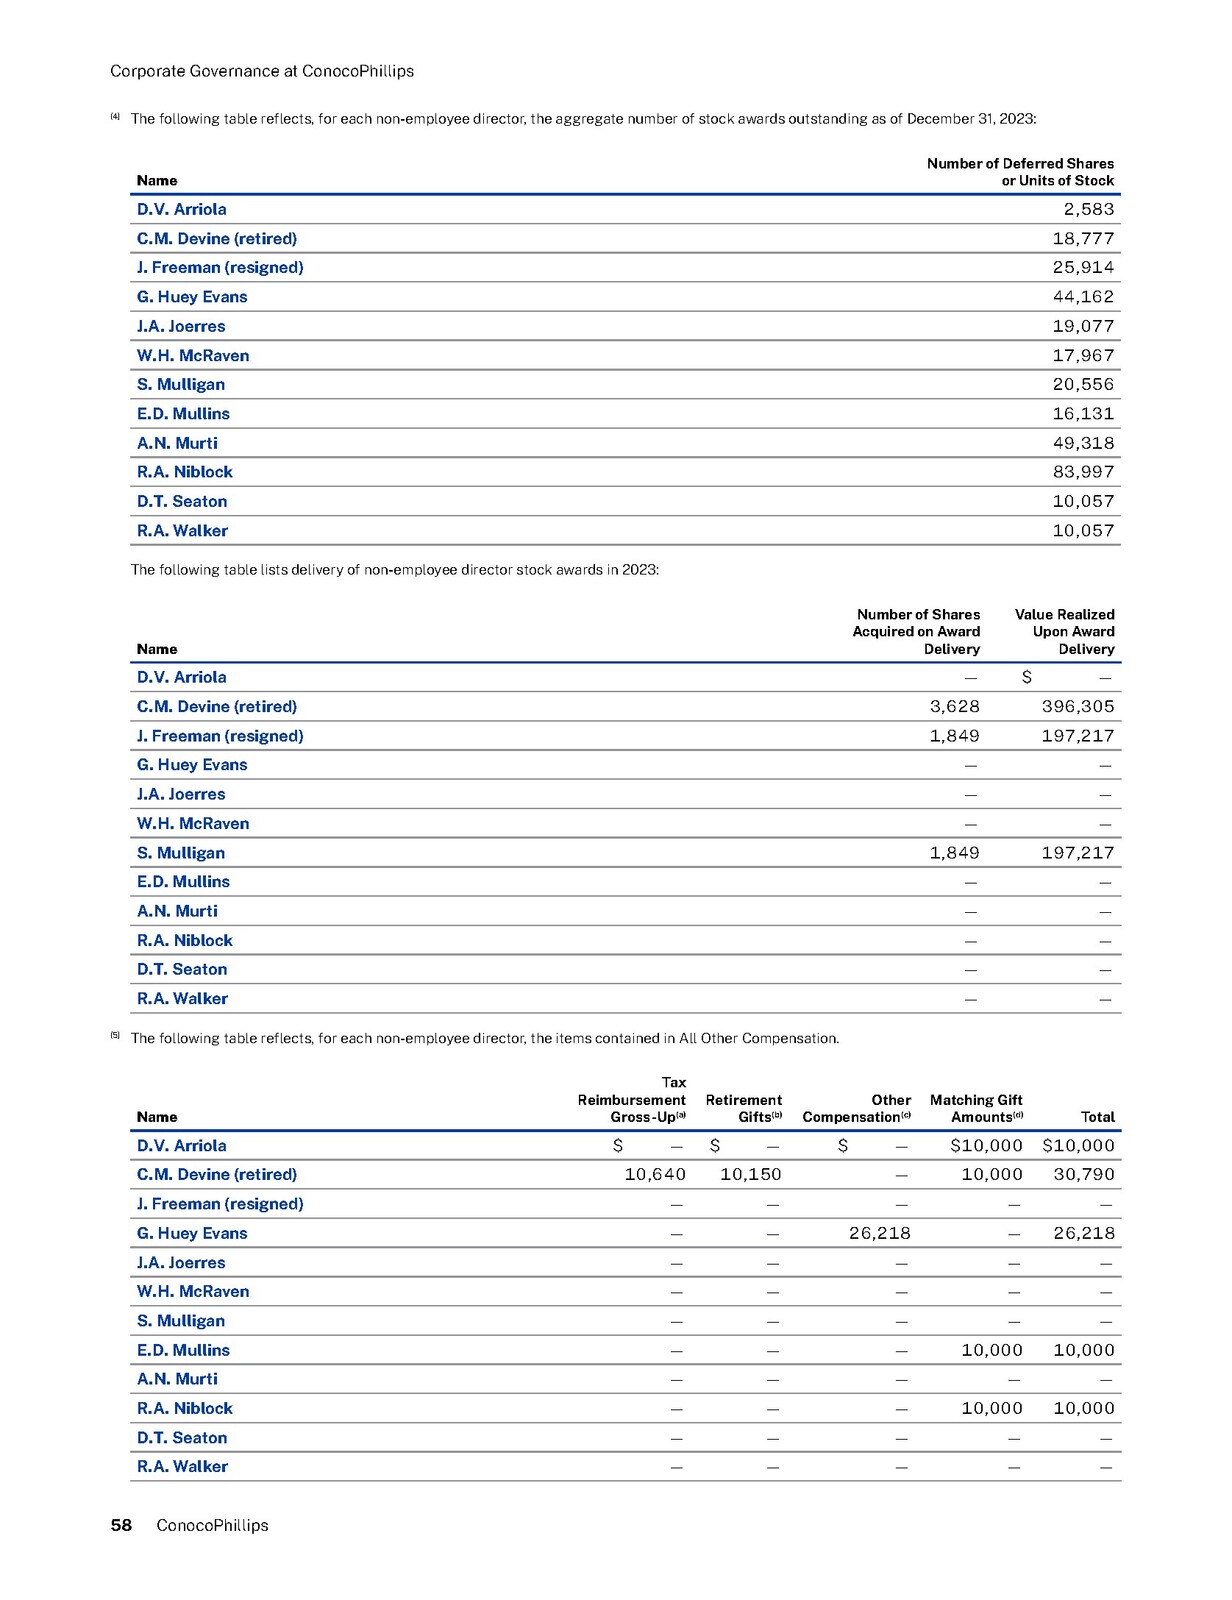 Corporate Governance at ConocoPhillips
(4) The following table reflects, for each non-employee director, the aggregate number of stock awards outstanding as of December 31, 2023:
Number of Deferred Shares
Name or Units of Stock
D.V. Arriola 2,583
C.M. Devine (retired) 18,777
J. Freeman (resigned) 25,914
G. Huey Evans 44,162
J.A. Joerres 19,077
W.H. McRaven 17,967
S. Mulligan 20,556
E.D. Mullins 16,131
A.N. Murti 49,318
R.A. Niblock 83,997
D.T. Seaton 10,057
R.A. Walker 10,057
The following table lists delivery of non-employee director stock awards in 2023:
Number of Shares Value Realized
Acquired on Award Upon Award
Name Delivery Delivery
D.V. Arriola — $ —
C.M. Devine (retired) 3,628 396,305
J. Freeman (resigned) 1,849 197,217
G. Huey Evans — —
J.A. Joerres — —
W.H. McRaven — —
S. Mulligan 1,849 197,217
E.D. Mullins — —
A.N. Murti — —
R.A. Niblock — —
D.T. Seaton — —
R.A. Walker — —
(5) The following table reflects, for each non-employee director, the items contained in All Other Compensation.
Tax
Reimbursement Retirement Other Matching Gift
Name Gross-Up(a) Gifts(b) Compensation(c) Amounts(d) Total
D.V. Arriola $ — $ — $ — $10,000 $10,000
C.M. Devine (retired) 10,640 10,150 — 10,000 30,790
J. Freeman (resigned) — — — — —
G. Huey Evans — — 26,218 — 26,218
J.A. Joerres — — — — —
W.H. McRaven — — — — —
S. Mulligan — — — — —
E.D. Mullins — — — 10,000 10,000
A.N. Murti — — — — —
R.A. Niblock — — — 10,000 10,000
D.T. Seaton — — — — —
R.A. Walker — — — — —
58 ConocoPhillips